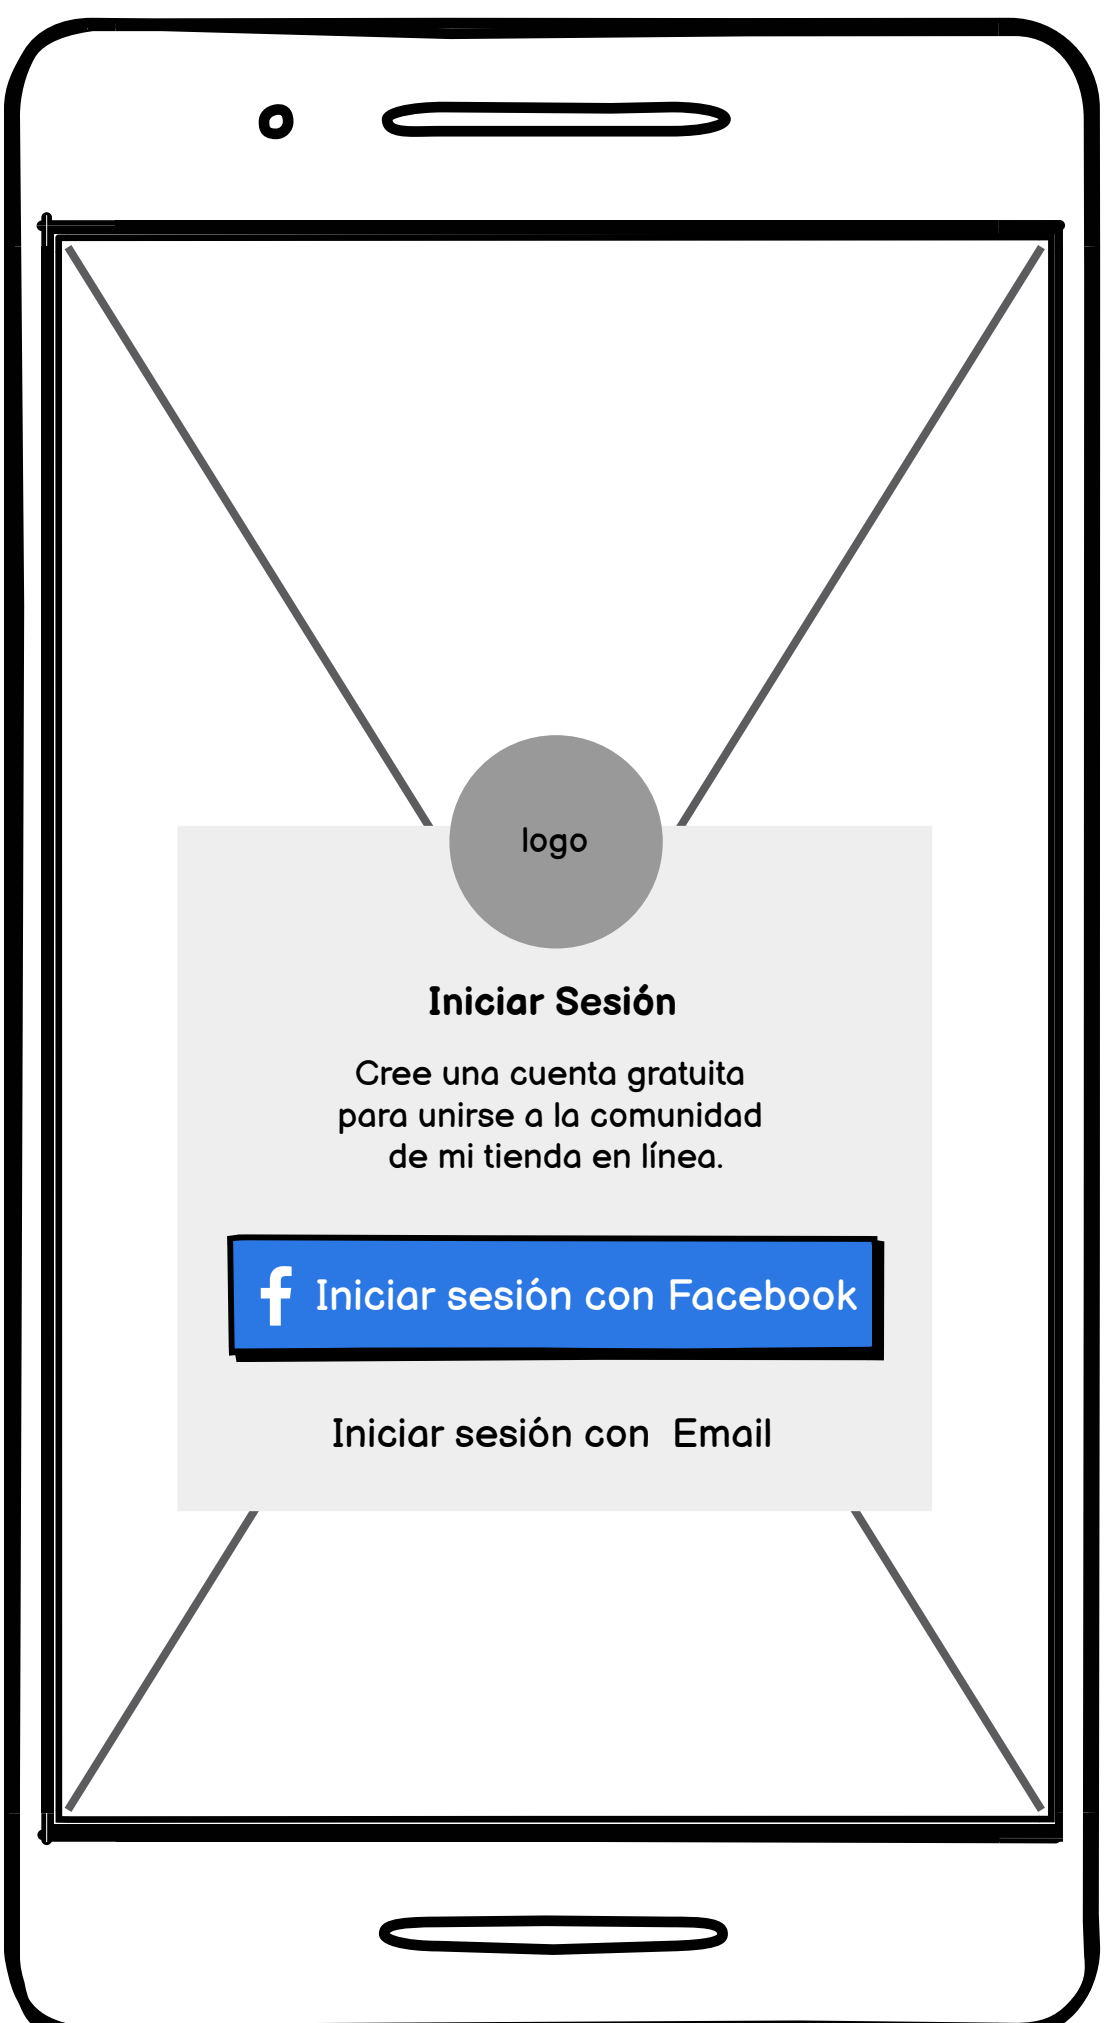 logo
Iniciar Sesión
Cree una cuenta gratuita
para unirse a la comunidad
de mi tienda en línea.
Iniciar sesión con Facebook
Iniciar sesión con Email